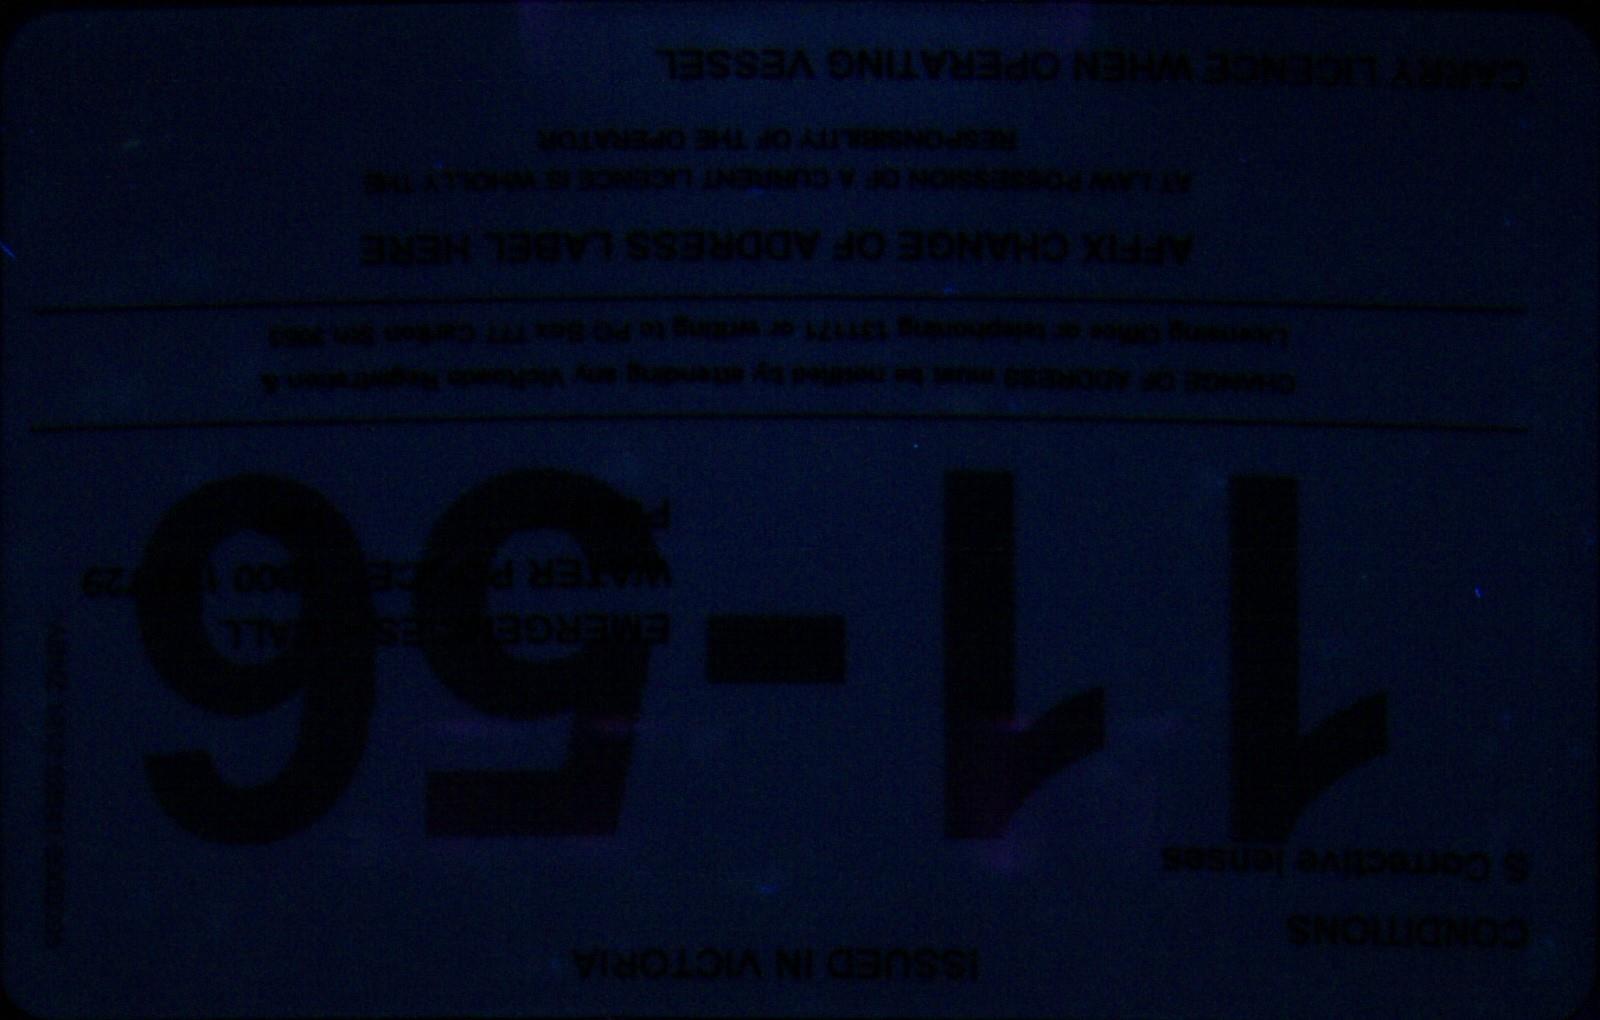 ISSUED IN VICTORIA
CONDITIONS
S Corrective lenses
11-56
EMERGENCIES CALL
WATER POLICE 1800
CHANGE OF ADDRESS must be notified by attending any VicRoads Registration &
Licensing Office or telephoning 131171 or writing to PO Box 777 Carlton Sth 3053
AFFIX CHANGE OF ADDRESS LABEL HERE
AT LAW POSSESSION OF A CURRENT LICENCE IS WHOLLY THE
RESPONSIBILITY OF THE OPERATOR
CARRY LICENCE WHEN OPERATING VESSEL